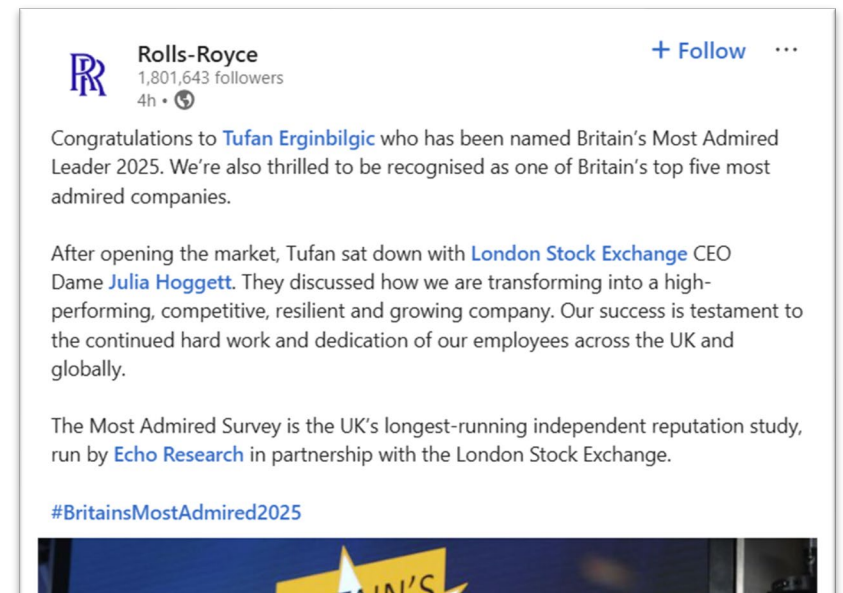 RR
Rolls-Royce
1,801,643 followers
4h •
+ Follow ...
Congratulations to Tufan Erginbilgic who has been named Britain's Most Admired
Leader 2025. We're also thrilled to be recognised as one of Britain's top five most
admired companies.
After opening the market, Tufan sat down with London Stock Exchange CEO
Dame Julia Hoggett. They discussed how we are transforming into a high-
performing, competitive, resilient and growing company. Our success is testament to
the continued hard work and dedication of our employees across the UK and
globally.
The Most Admired Survey is the UK's longest-running independent reputation study,
run by Echo Research in partnership with the London Stock Exchange.
#BritainsMostAdmired2025